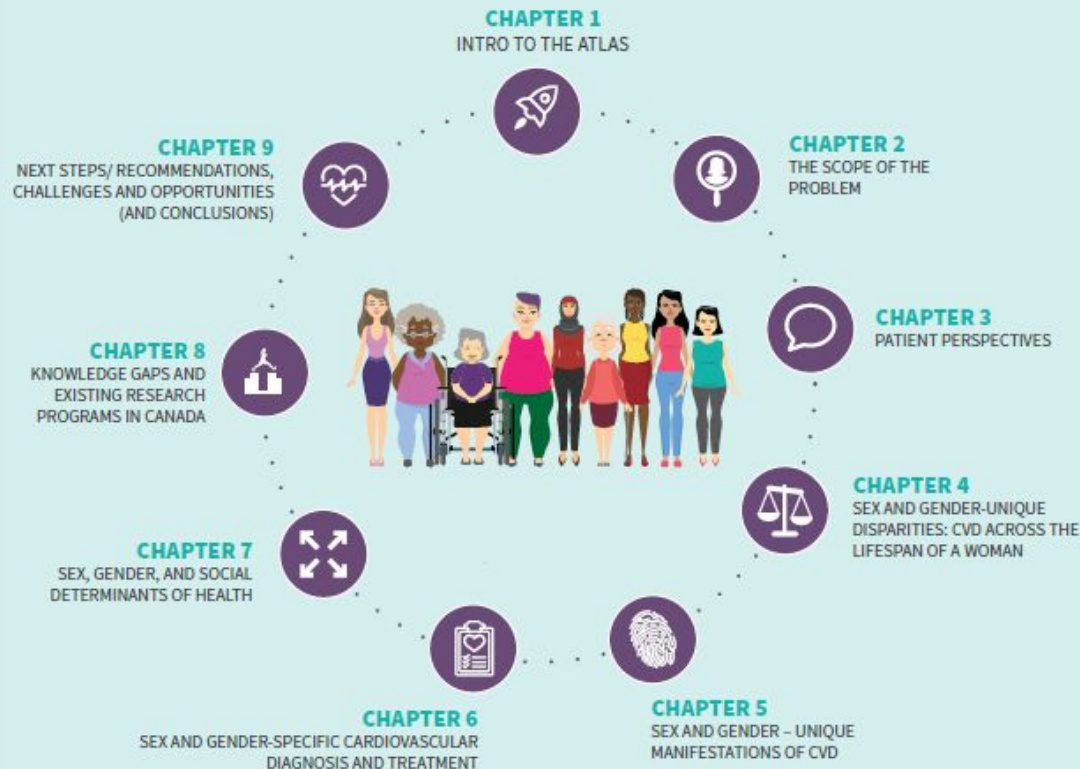 CHAPTER 1
INTRO TO THE ATLAS
CHAPTER 2
THE SCOPE OF THE
PROBLEM
CHAPTER 3
PATIENT PERSPECTIVES
CHAPTER 4
SEX AND GENDER-UNIQUE
DISPARITIES: CVD ACROSS THE
LIFESPAN OF A WOMAN
CHAPTER 5
SEX AND GENDER – UNIQUE
MANIFESTATIONS OF CVD
CHAPTER 6
SEX AND GENDER-SPECIFIC CARDIOVASCULAR
DIAGNOSIS AND TREATMENT
CHAPTER 7
SEX, GENDER, AND SOCIAL
DETERMINANTS OF HEALTH
CHAPTER 8
KNOWLEDGE GAPS AND
EXISTING RESEARCH
PROGRAMS IN CANADA
CHAPTER 9
NEXT STEPS/ RECOMMENDATIONS,
CHALLENGES AND OPPORTUNITIES
(AND CONCLUSIONS)